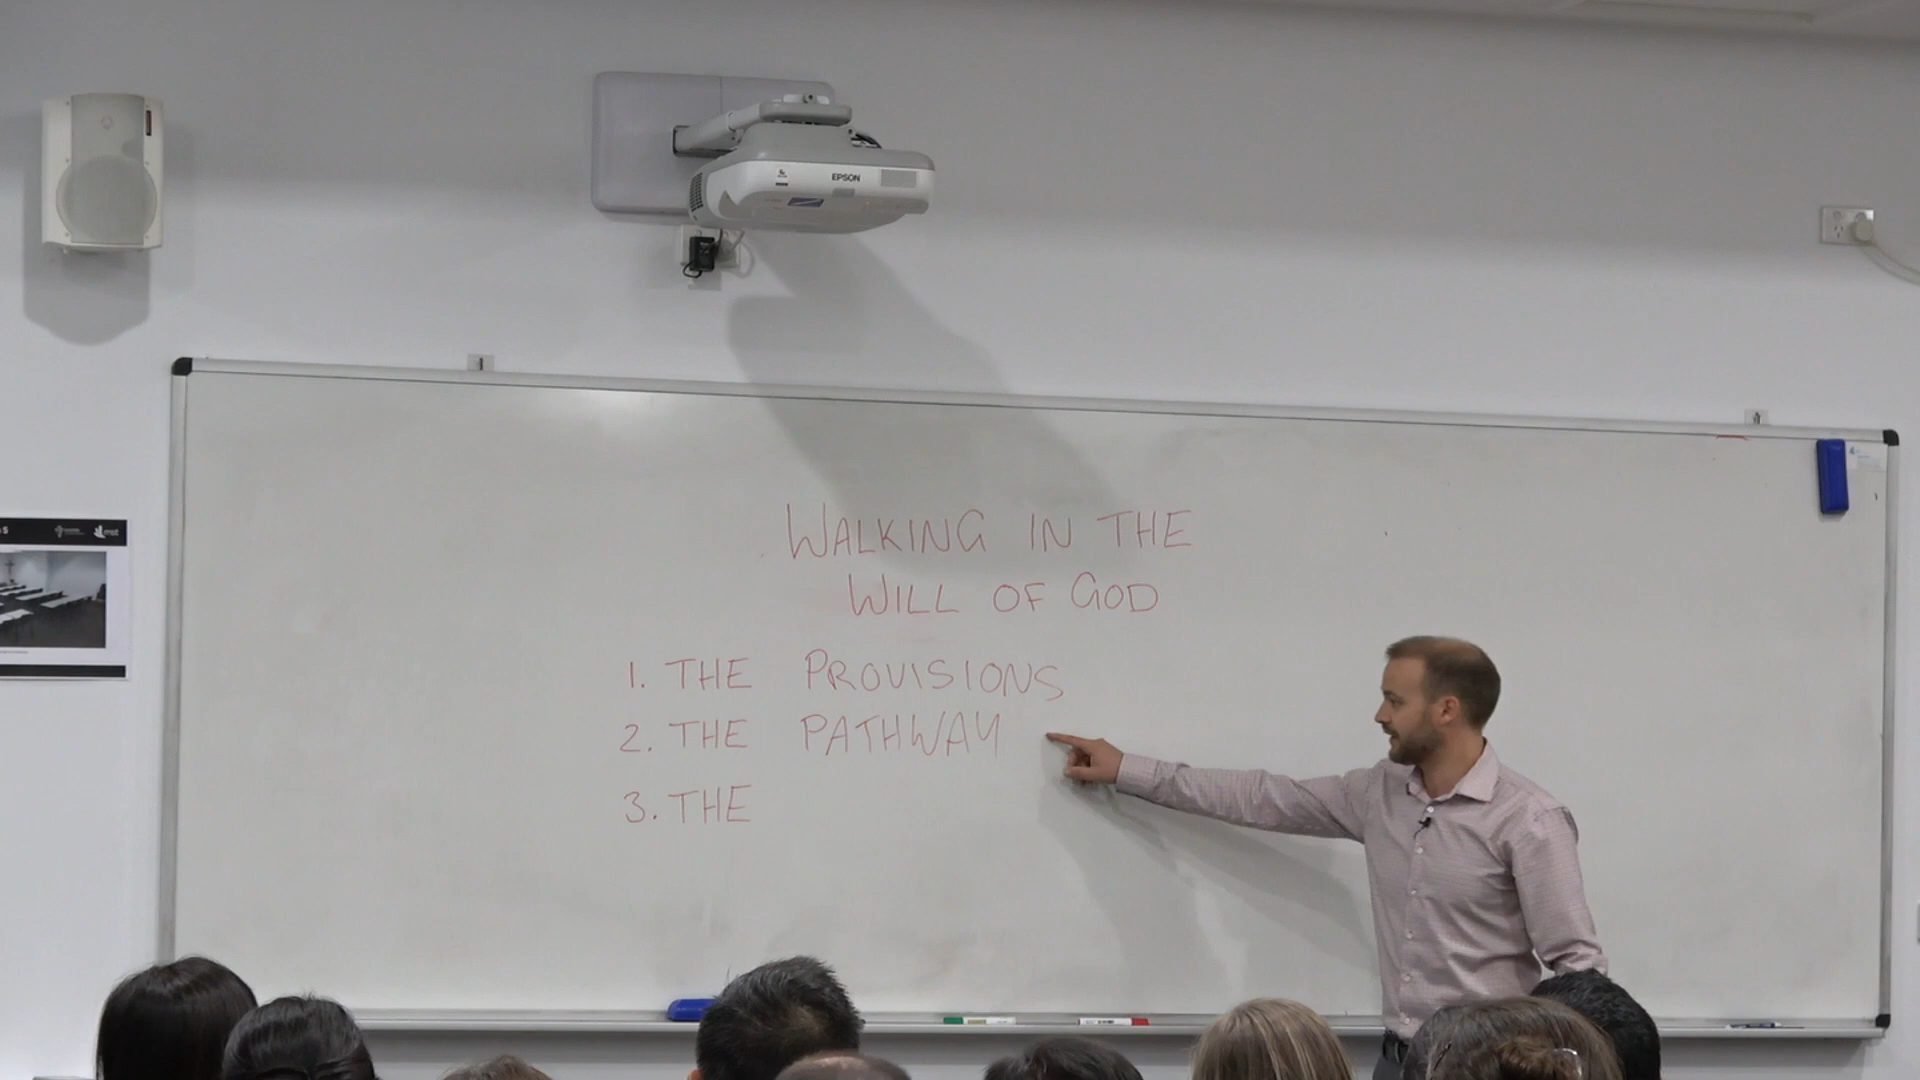 EPSON
WALKING IN THE
WILL OF GOD
1. THE PROVISIONS
2. THE PATHWAY
3. THE